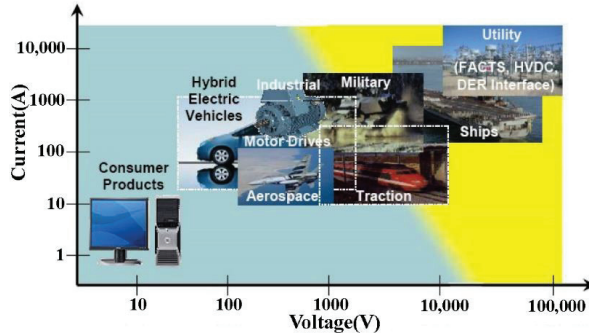 Current(A)
10,000
1000
100
10
1
Utility
(FACTS, HVDC,
DER Interface)
Hybrid
Electric
Vehicles
Industrial
Motor Drives
Military
Ships
Consumer
Products
Aerospace
Traction
10
100
1000
10,000
100,000
Voltage(V)